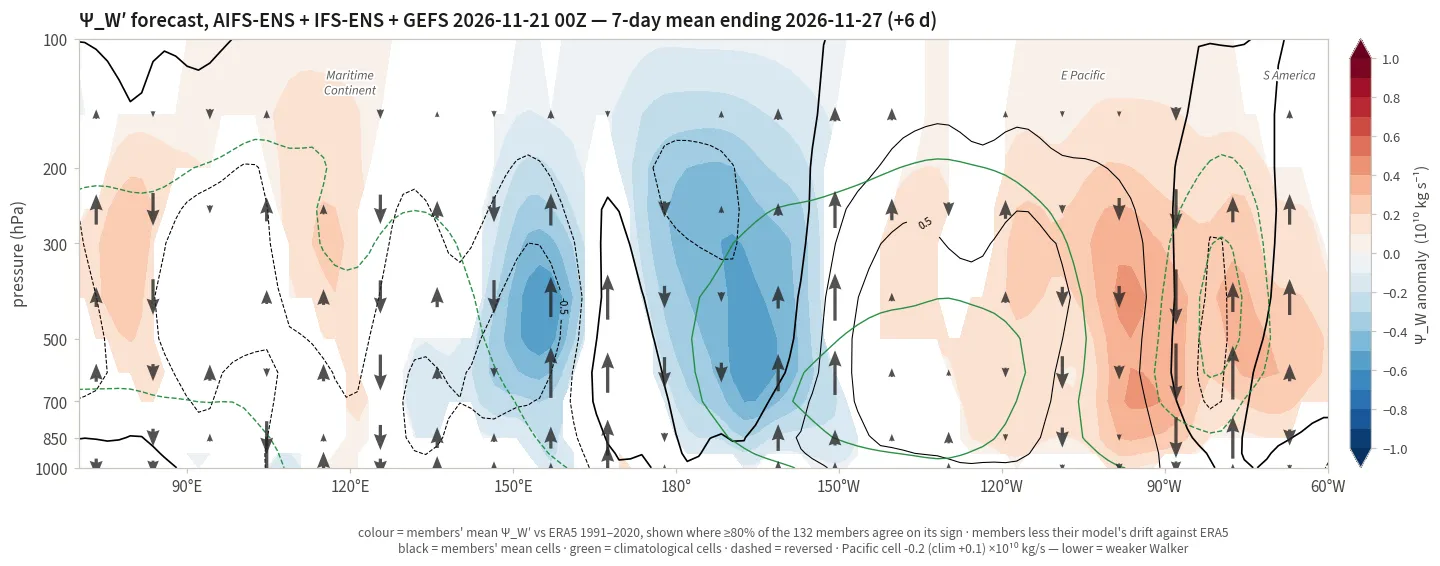 Ψ_W′ forecast, AIFS-ENS + IFS-ENS + GEFS 2026-11-21 00Z — 7-day mean ending 2026-11-27 (+6 d)
100
200
300
400
500
700
850
1000
pressure (hPa)
Maritime
Continent
E Pacific
S America
0.5
-0.5
90°E
120°E
150°E
180°
150°W
120°W
90°W
60°W
1.0
0.8
0.6
0.4
0.2
0.0
−0.2
−0.4
−0.6
−0.8
−1.0
Ψ_W anomaly (10¹⁰ kg s⁻¹)
colour = members' mean Ψ_W′ vs ERA5 1991–2020, shown where ≥80% of the 132 members agree on its sign · members less their model's drift against ERA5
black = members' mean cells · green = climatological cells · dashed = reversed · Pacific cell -0.2 (clim +0.1) ×10¹⁰ kg/s — lower = weaker Walker